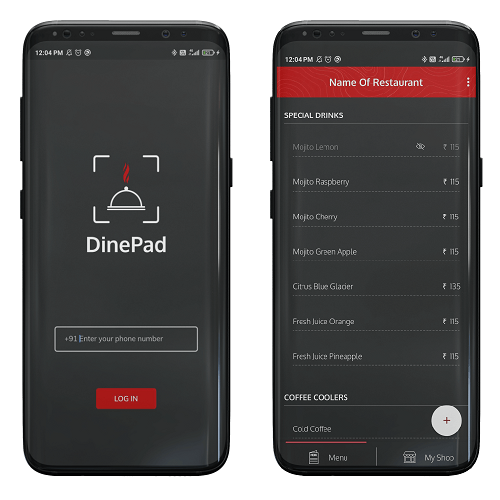 12:04 PM
DinePad
+91 Enter your phone number
LOG IN
12:04 PM
Name Of Restaurant
SPECIAL DRINKS
Mojito Lemon ₹ 115
Mojito Raspberry ₹ 115
Mojito Cherry ₹ 115
Mojito Green Apple ₹ 115
Citrus Blue Glacier ₹ 135
Fresh Juice Orange ₹ 115
Fresh Juice Pineapple ₹ 115
COFFEE COOLERS
Cold Coffee
+
Menu My Shop